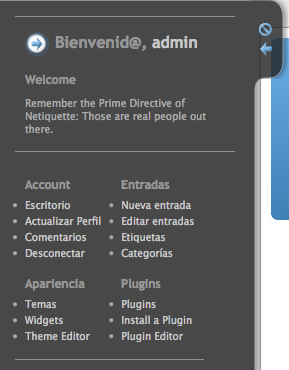 Bienvenid@, admin
Welcome
Remember the Prime Directive of
Netiquette: Those are real people out
there.
Account
Escritorio
Actualizar Perfil
Comentarios
Desconectar
Entradas
Nueva entrada
Editar entradas
Etiquetas
Categorías
Apariencia
Temas
Widgets
Theme Editor
Plugins
Plugins
Install a Plugin
Plugin Editor